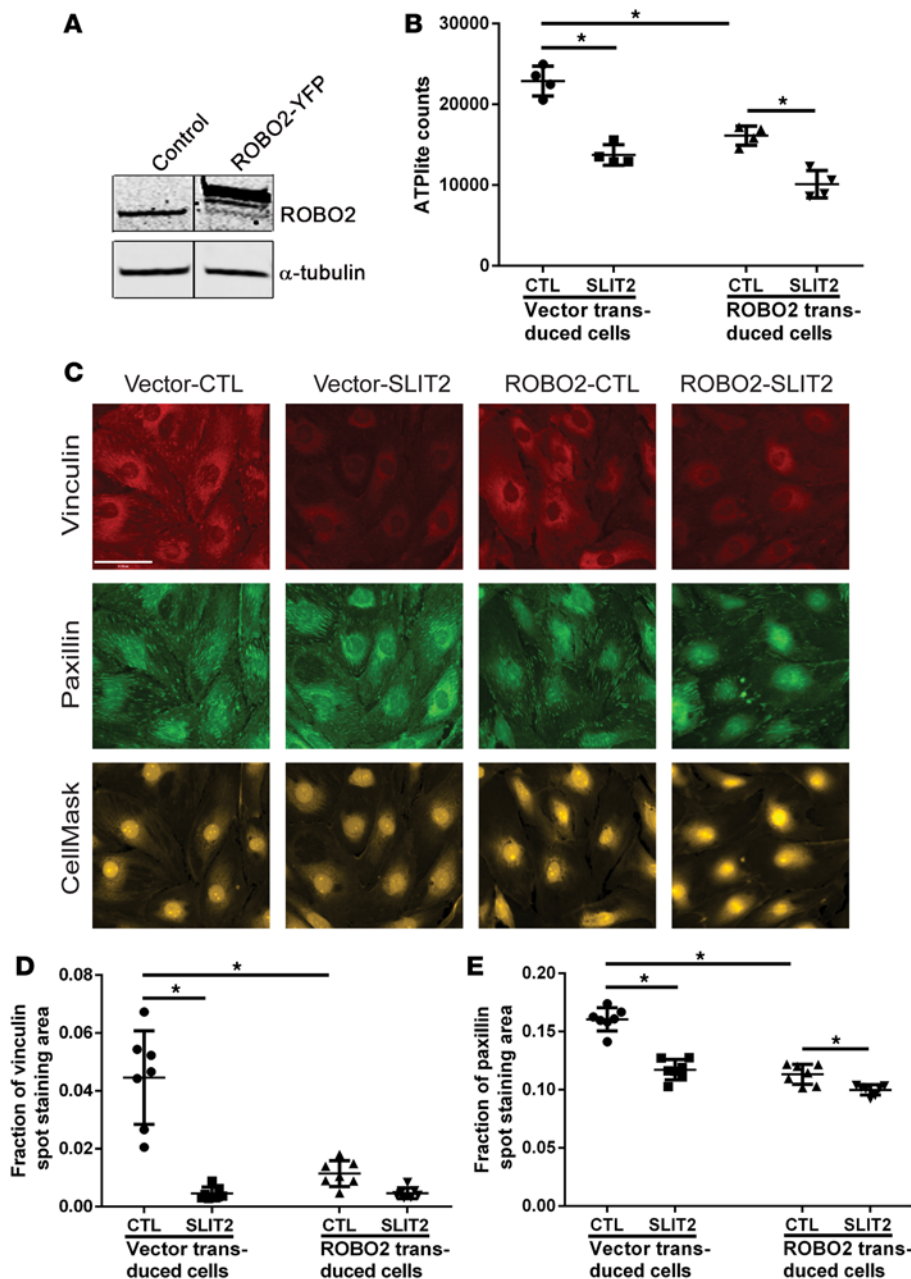 A
Control
ROBO2-YFP
ROBO2
α-tubulin
B
ATPlite counts
30000
20000
10000
0
*
*
*
CTL SLIT2 CTL SLIT2
Vector trans-
duced cells
ROBO2 trans-
duced cells
C
Vector-CTL Vector-SLIT2 ROBO2-CTL ROBO2-SLIT2
Vinculin
Paxillin
CellMask
D
Fraction of vinculin
spot staining area
0.08
0.06
0.04
0.02
0.00
*
*
CTL SLIT2 CTL SLIT2
Vector trans-
duced cells
ROBO2 trans-
duced cells
E
Fraction of paxillin
spot staining area
0.20
0.15
0.10
0.05
0.00
*
*
*
CTL SLIT2 CTL SLIT2
Vector trans-
duced cells
ROBO2 trans-
duced cells